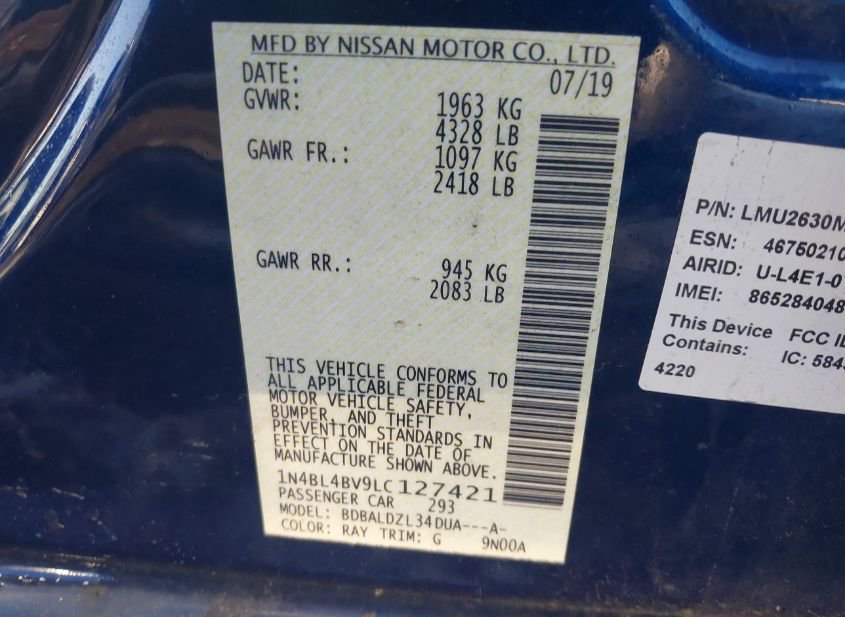 MFD BY NISSAN MOTOR CO., LTD.
DATE: 07/19
GVWR: 1963 KG
4328 LB
GAWR FR.: 1097 KG
2418 LB
GAWR RR.: 945 KG
2083 LB
THIS VEHICLE CONFORMS TO
ALL APPLICABLE FEDERAL
MOTOR VEHICLE SAFETY,
BUMPER, AND THEFT
PREVENTION STANDARDS IN
EFFECT ON THE DATE OF
MANUFACTURE SHOWN ABOVE.
1N4BL4BV9LC127421
PASSENGER CAR 293
MODEL: BDBALDZL34DUA---A-
COLOR: RAY TRIM: G 9N00A
P/N: LMU2630M
ESN: 46750210
AIRID: U-L4E1-0
IMEI: 865284048
This Device FCC ID
Contains: IC: 584
4220